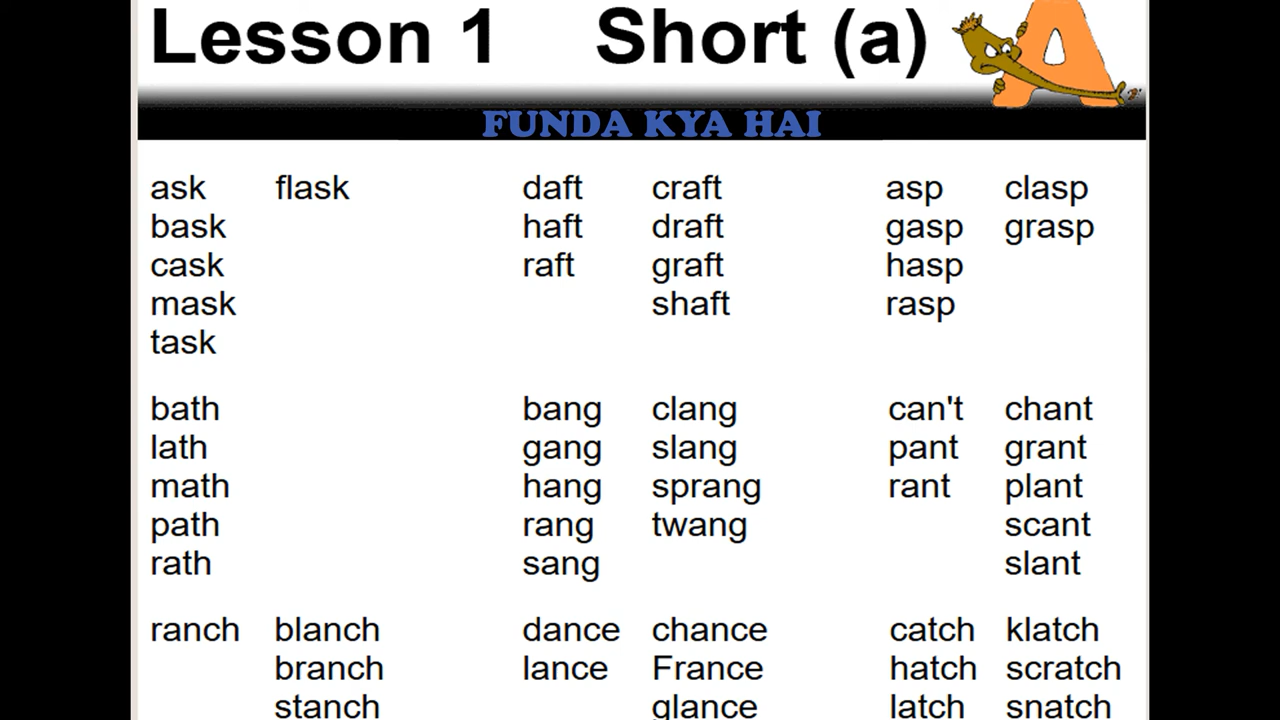 Lesson 1 Short (a)
FUNDA KYA HAI
ask flask daft craft asp clasp
bask haft draft gasp grasp
cask raft graft hasp
mask shaft rasp
task
bath bang clang can't chant
lath gang slang pant grant
math hang sprang rant plant
path rang twang scant
rath sang slant
ranch blanch dance chance catch klatch
branch lance France hatch scratch
stanch glance latch snatch